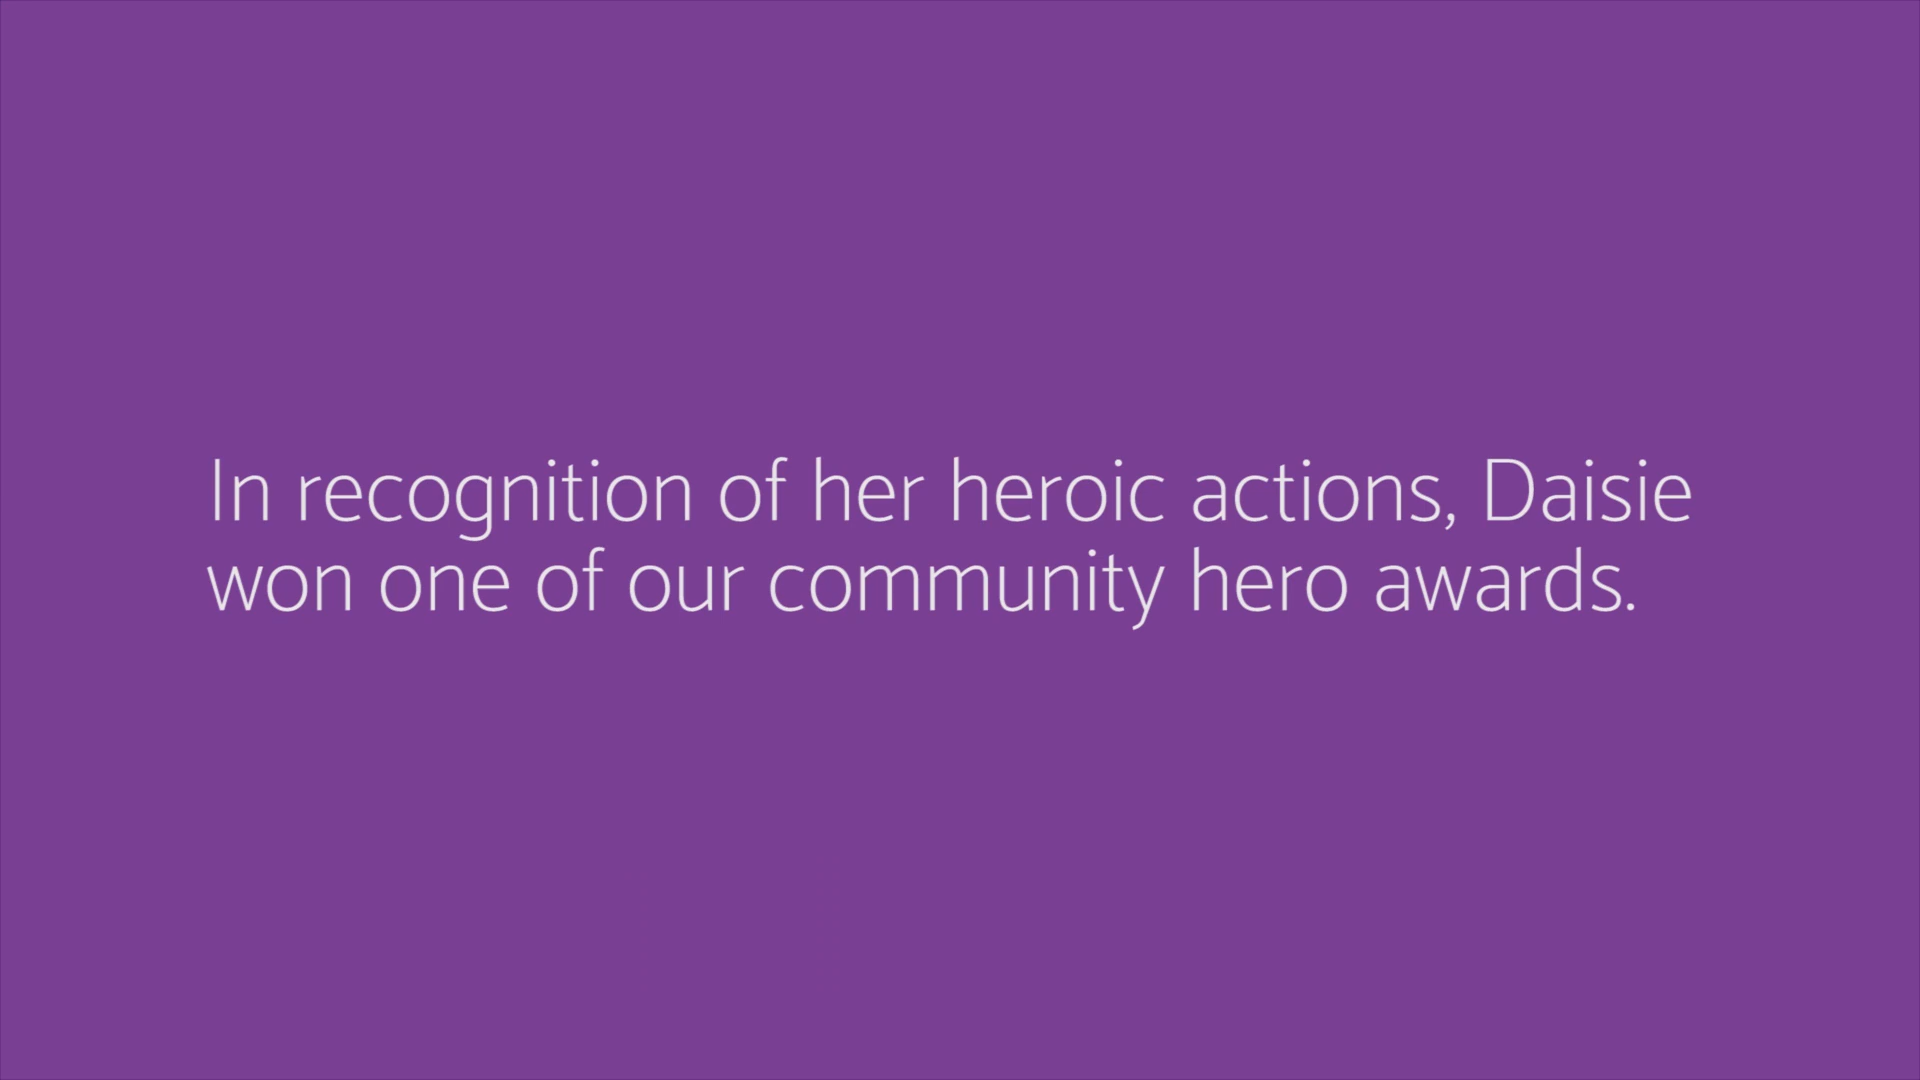 In recognition of her heroic actions, Daisie
won one of our community hero awards.